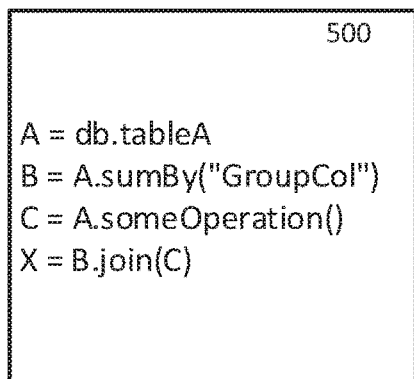 500
A = db.tableA
B = A.sumBy("GroupCol")
C = A.someOperation()
X = B.join(C)